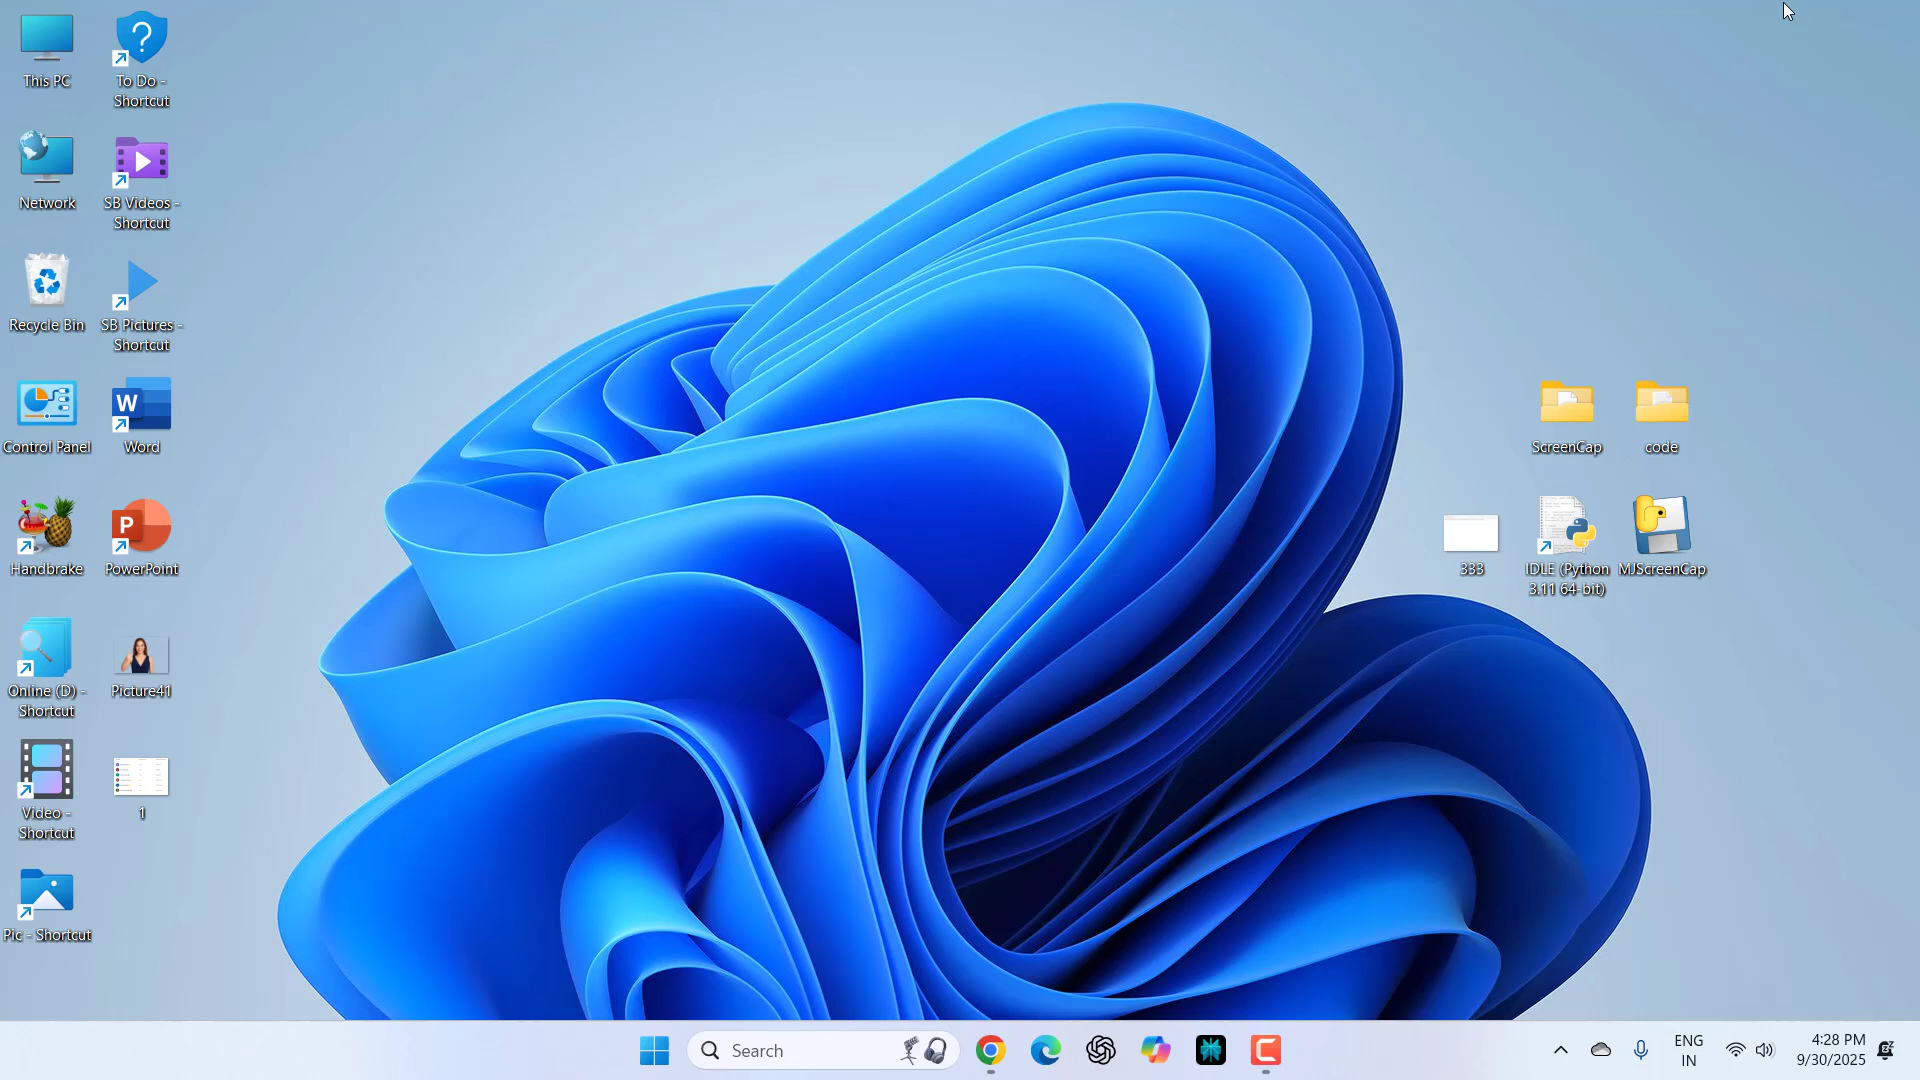 This PC
To Do -
Shortcut
Network
SB Videos -
Shortcut
Recycle Bin
SB Pictures -
Shortcut
Control Panel
Word
Handbrake
PowerPoint
Online (D) -
Shortcut
Picture41
Video -
Shortcut
1
Pic - Shortcut
ScreenCap
code
333
IDLE (Python
3.11 64-bit)
MJScreenCap
Search
ENG
IN
4:28 PM
9/30/2025